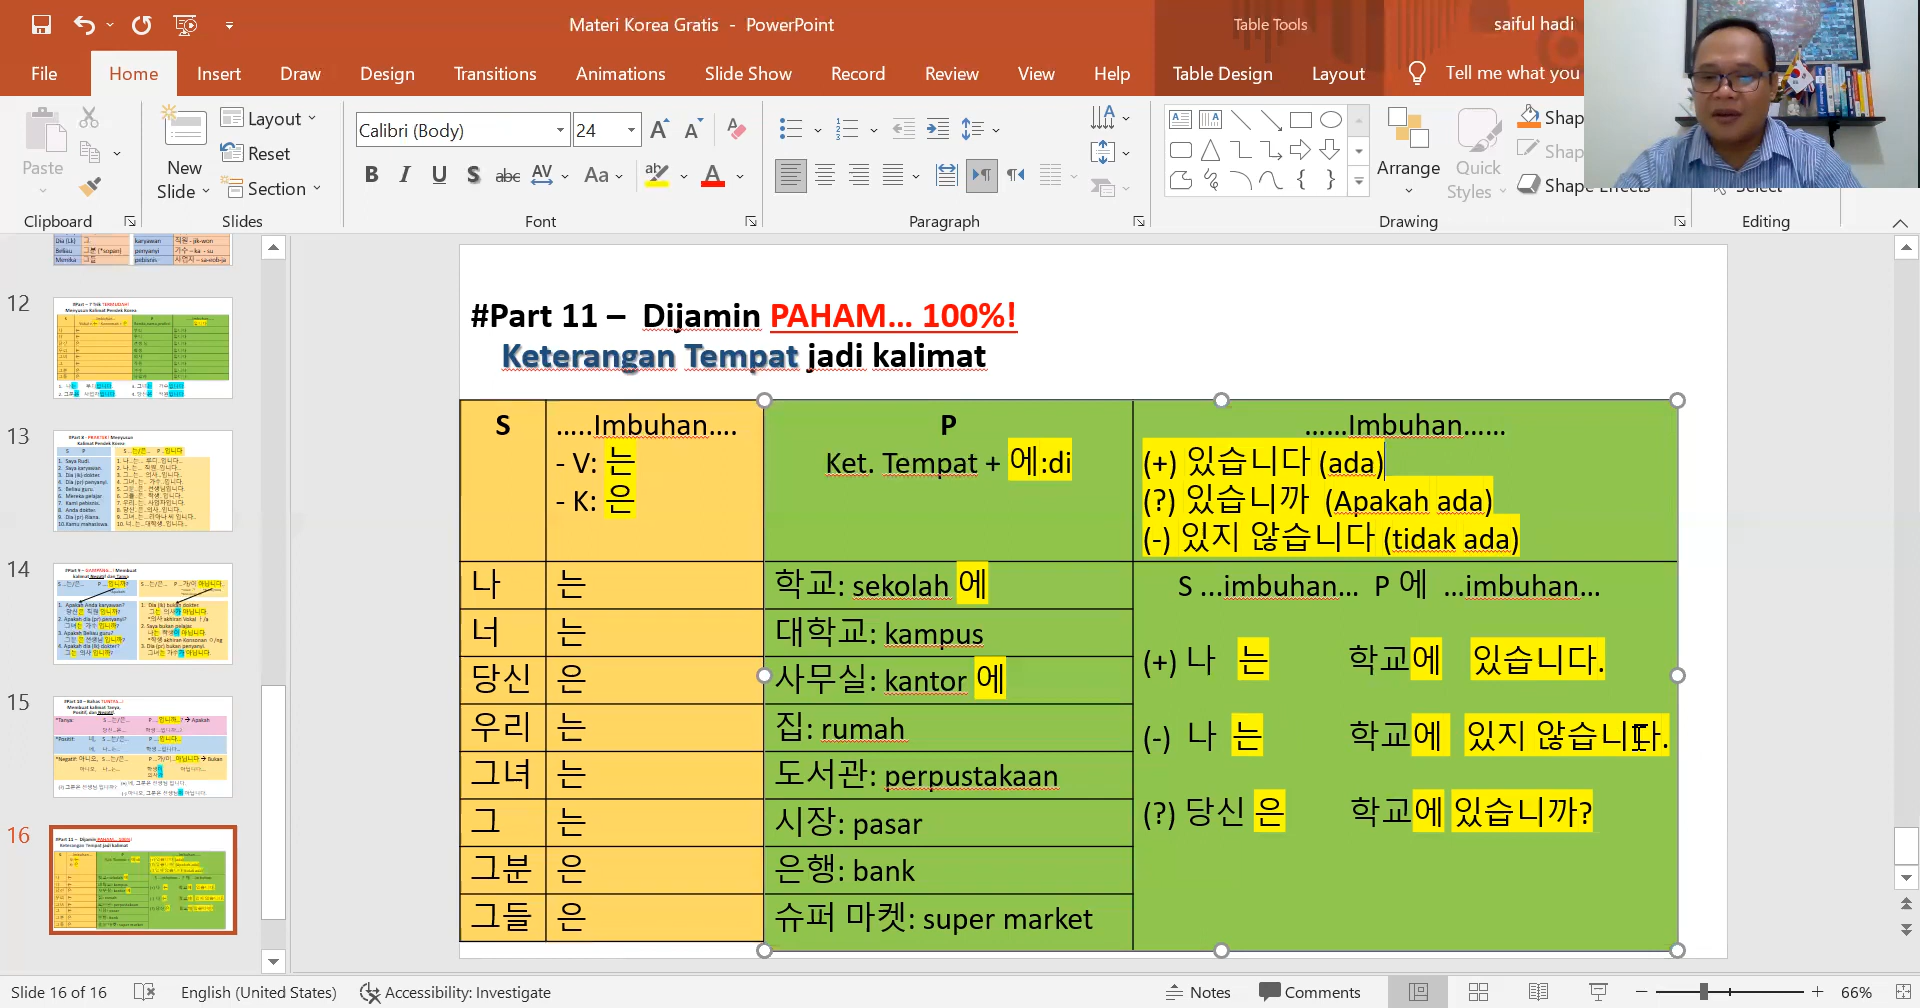 Materi Korea Gratis - PowerPoint
Table Tools
saiful hadi
File
Home
Insert
Draw
Design
Transitions
Animations
Slide Show
Record
Review
View
Help
Table Design
Layout
Tell me what you
Paste
Clipboard
New Slide
Layout
Reset
Section
Slides
Calibri (Body)
24
Font
Paragraph
Arrange
Quick Styles
Shap
Shap
Shape Effects
Drawing
Select
Editing
12
13
14
15
16
#Part 11 – Dijamin PAHAM... 100%!
Keterangan Tempat jadi kalimat
S
.....Imbuhan....
- V: 는
- K: 은
P
Ket. Tempat + 에:di
......Imbuhan......
(+) 있습니다 (ada)
(?) 있습니까 (Apakah ada)
(-) 있지 않습니다 (tidak ada)
나 는 학교: sekolah 에
너 는 대학교: kampus
당신 은 사무실: kantor 에
우리 는 집: rumah
그녀 는 도서관: perpustakaan
그 는 시장: pasar
그분 은 은행: bank
그들 은 슈퍼 마켓: super market
S ...imbuhan... P 에 ...imbuhan...
(+) 나 는 학교에 있습니다.
(-) 나 는 학교에 있지 않습니다.
(?) 당신 은 학교에 있습니까?
Slide 16 of 16
English (United States)
Accessibility: Investigate
Notes
Comments
66%